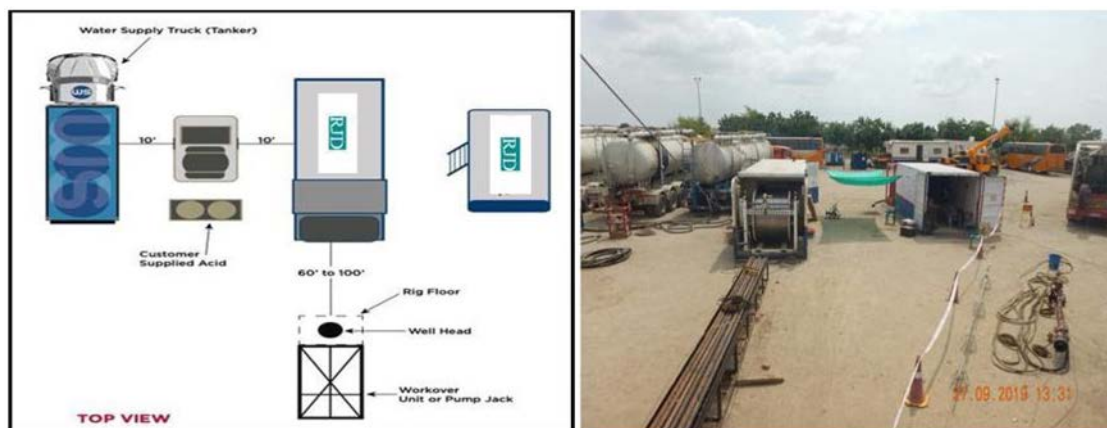 Water Supply Truck (Tanker)
WS
WS
10'
10'
RJD
RJD
Customer
Supplied Acid
60' to 100'
Rig Floor
Well Head
Workover
Unit or Pump Jack
TOP VIEW
27.09.2019 13:31